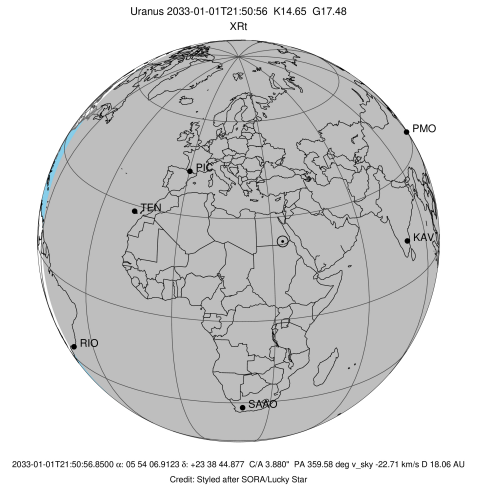 Uranus 2033-01-01T21:50:56 K14.65 G17.48
XRt
PMO
PIC
TEN
KAV
RIO
SAAO
2033-01-01T21:50:56.8500 α: 05 54 06.9123 δ: +23 38 44.877 C/A 3.880" PA 359.58 deg v_sky -22.71 km/s D 18.06 AU
Credit: Styled after SORA/Lucky Star